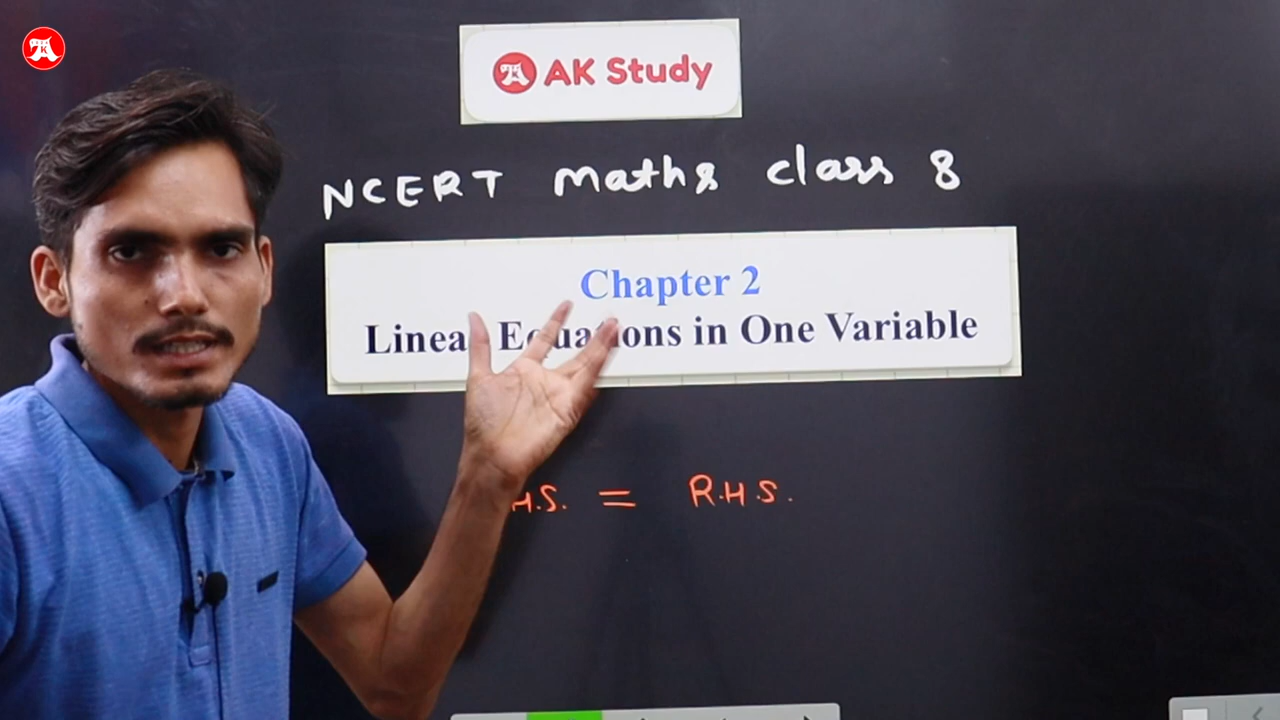 AK Study
NCERT maths class 8
Chapter 2
Linear Equations in One Variable
H.S. = R.H.S.